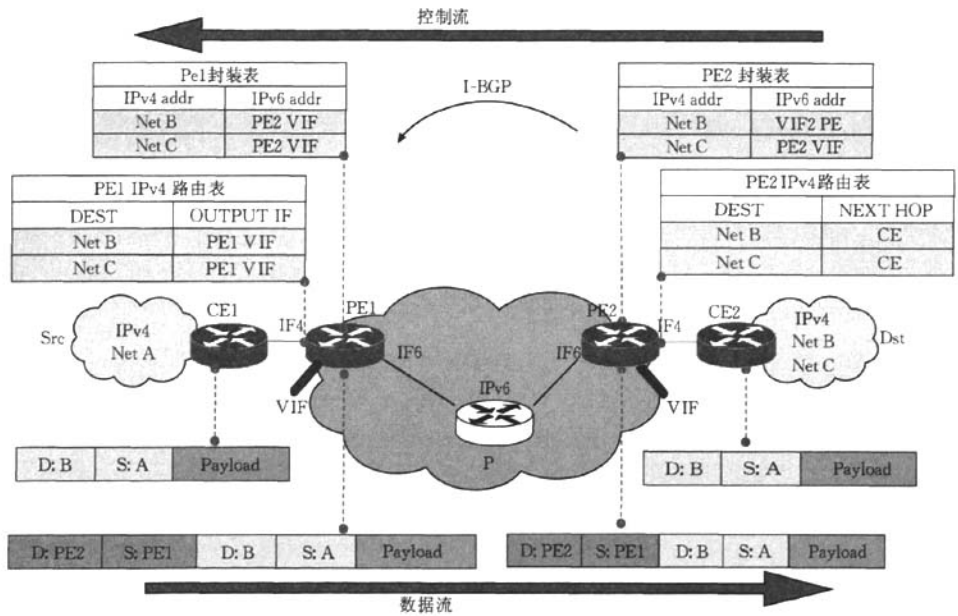 控制流
Pe1封装表
IPv4 addr IPv6 addr
Net B PE2 VIF
Net C PE2 VIF
I-BGP
PE2 封装表
IPv4 addr IPv6 addr
Net B VIF2 PE
Net C PE2 VIF
PE1 IPv4 路由表
DEST OUTPUT IF
Net B PE1 VIF
Net C PE1 VIF
PE2 IPv4路由表
DEST NEXT HOP
Net B CE
Net C CE
Src
IPv4
Net A
CE1
IF4
PE1
IF6
VIF
IPv6
P
PE2
IF6
IF4
VIF
CE2
IPv4
Net B
Net C
Dst
D: B S: A Payload
D: B S: A Payload
D: PE2 S: PE1 D: B S: A Payload
D: PE2 S: PE1 D: B S: A Payload
数据流